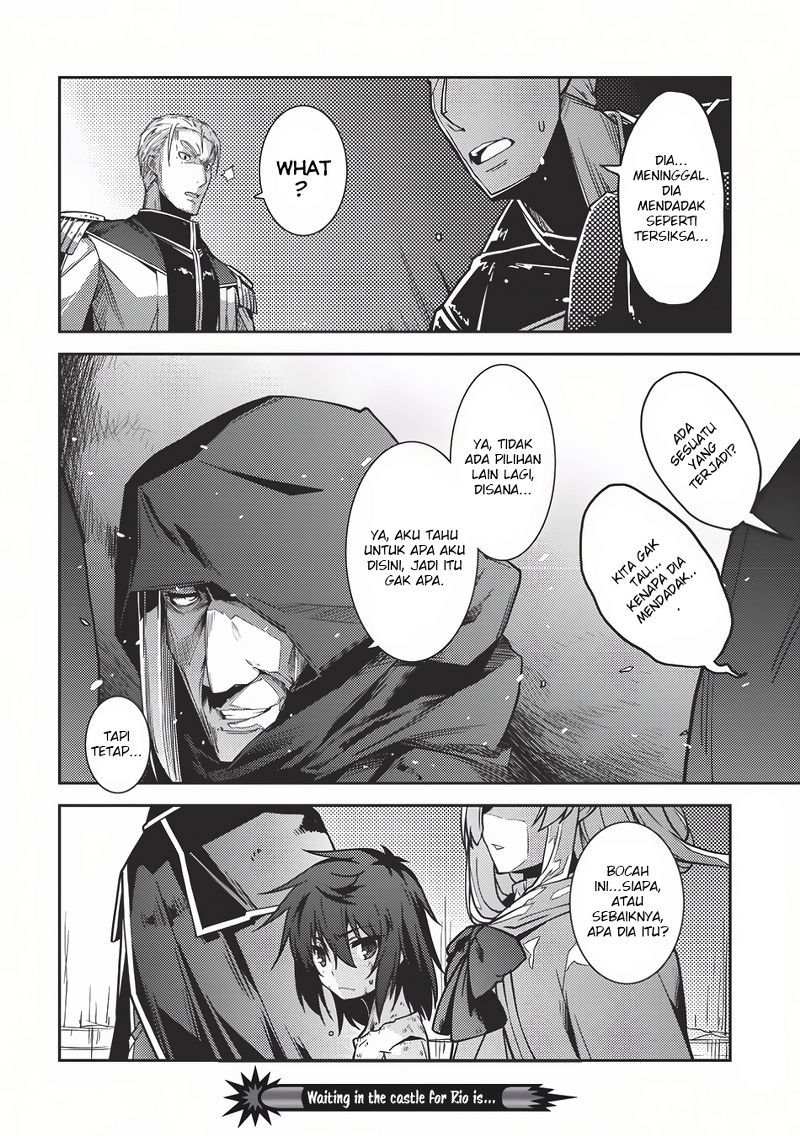 DIA...
MENINGGAL.
DIA
MENDADAK
SEPERTI
TERSIKSA...
WHAT
?
ADA
SESUATU
YANG
TERJADI?
KITA GAK
TAU...
KENAPA DIA
MENDADAK..
.
YA, TIDAK
ADA PILIHAN
LAIN LAGI,
DISANA...
YA, AKU TAHU
UNTUK APA AKU
DISINI, JADI ITU
GAK APA.
TAPI
TETAP...
BOCAH
INI...SIAPA,
ATAU
SEBAIKNYA,
APA DIA ITU?
Waiting in the castle for Rio is...